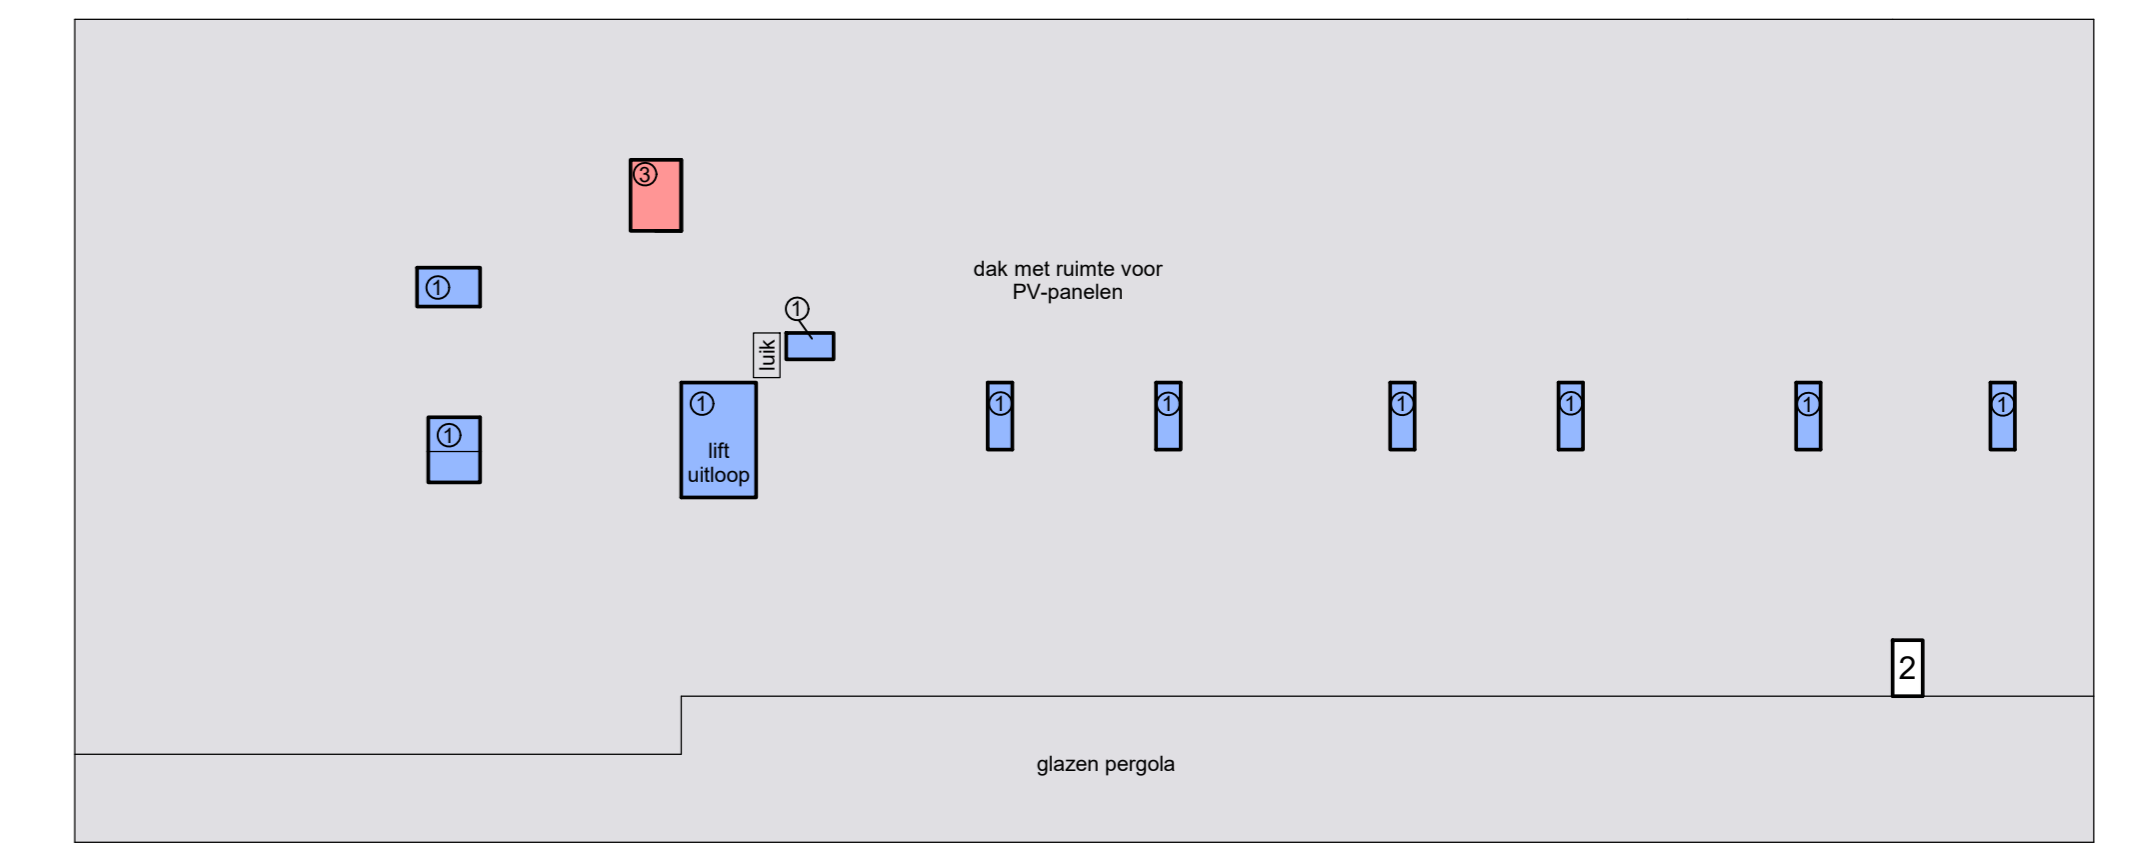 ③
①
dak met ruimte voor
PV-panelen
①
luik
①
lift
uitloop
①
①
①
①
①
①
①
2
glazen pergola